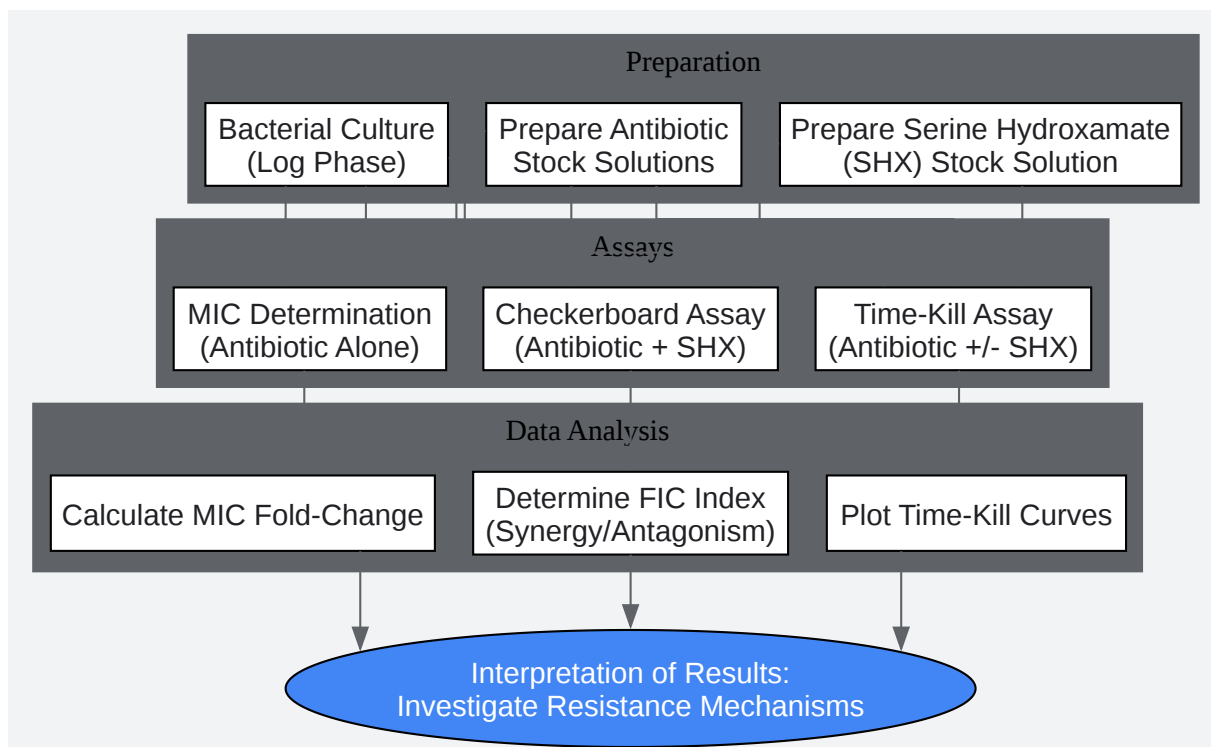 Preparation
Bacterial Culture
(Log Phase)
Prepare Antibiotic
Stock Solutions
Prepare Serine Hydroxamate
(SHX) Stock Solution
Assays
MIC Determination
(Antibiotic Alone)
Checkerboard Assay
(Antibiotic + SHX)
Time-Kill Assay
(Antibiotic +/- SHX)
Data Analysis
Calculate MIC Fold-Change
Determine FIC Index
(Synergy/Antagonism)
Plot Time-Kill Curves
Interpretation of Results:
Investigate Resistance Mechanisms